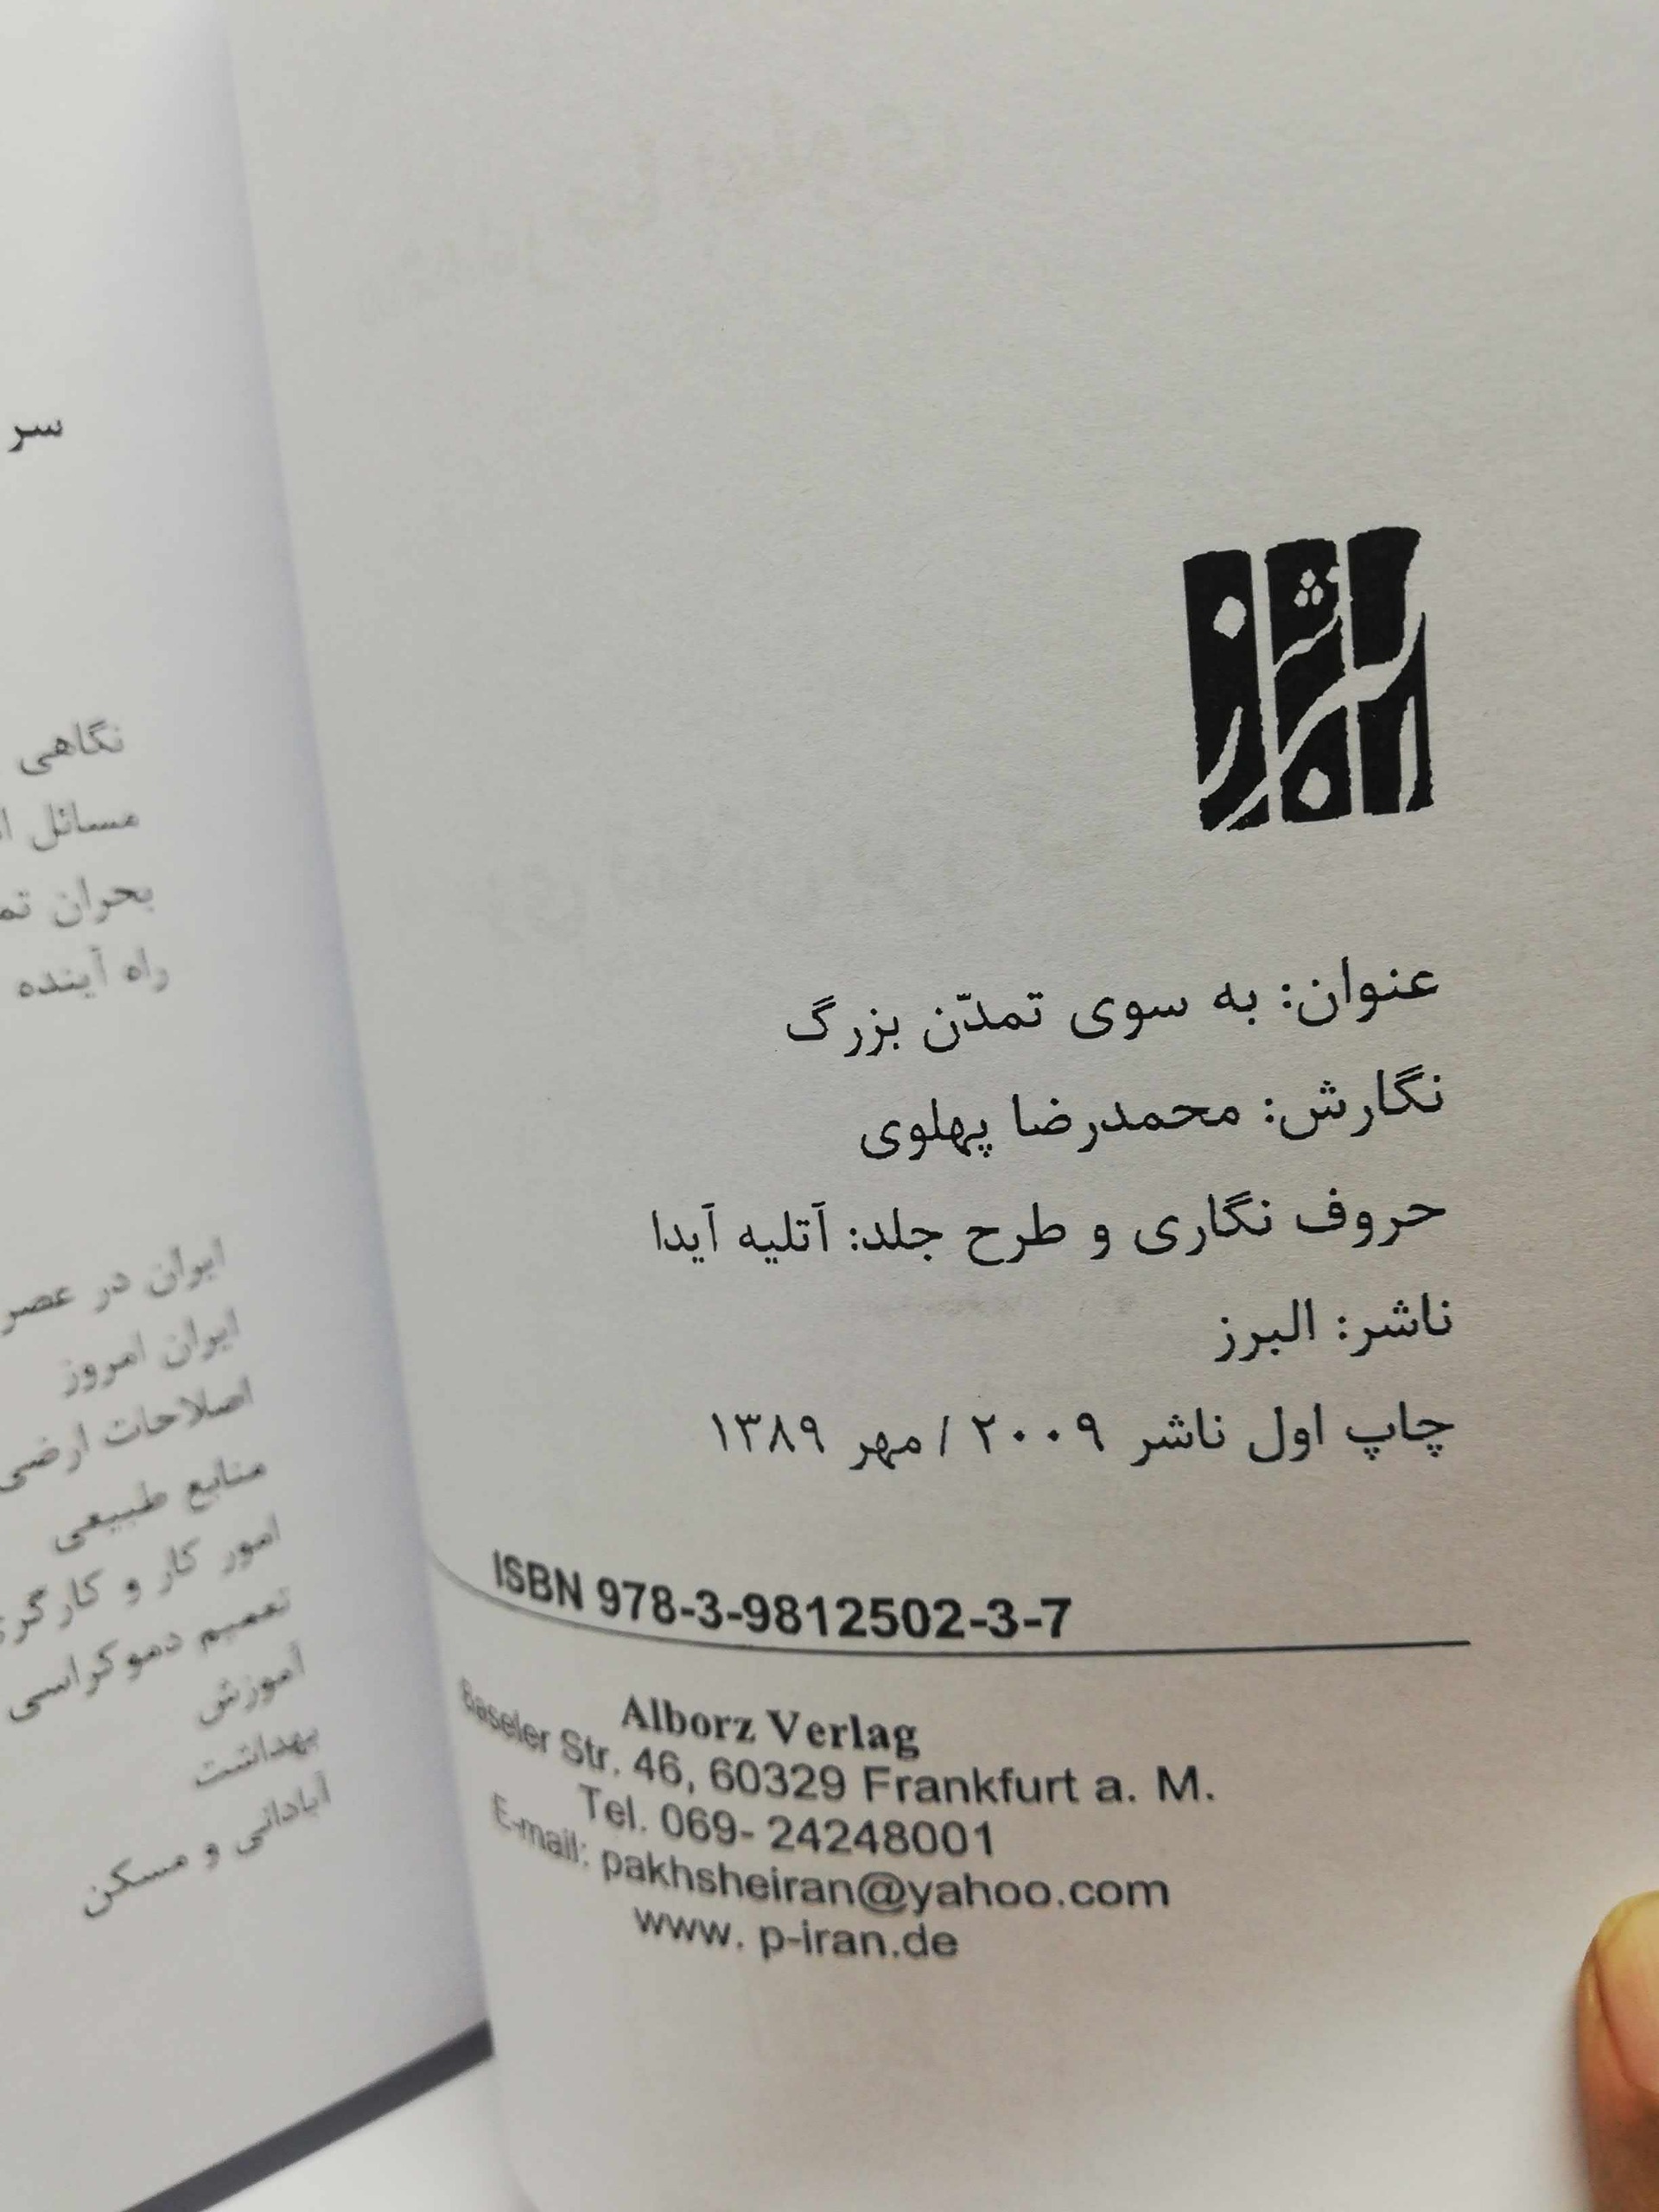 عنوان: به سوی تمدّن بزرگ
نگارش: محمدرضا پهلوی
حروف نگاری و طرح جلد: آتلیه آیدا
ناشر: البرز
چاپ اول ناشر ۲۰۰۹ / مهر ۱۳۸۹
ISBN 978-3-9812502-3-7
Alborz Verlag
Baseler Str. 46, 60329 Frankfurt a. M.
Tel. 069- 24248001
E-mail: pakhsheiran@yahoo.com
www. p-iran.de
سر
نگاهی
مسائل
بحران
راه آینده
ایران در عصر
ایران امروز
اصلاحات ارضی
منابع طبیعی
امور کار و کارگری
تعمیم دموکراسی
آموزش
بهداشت
آبادانی و مسکن